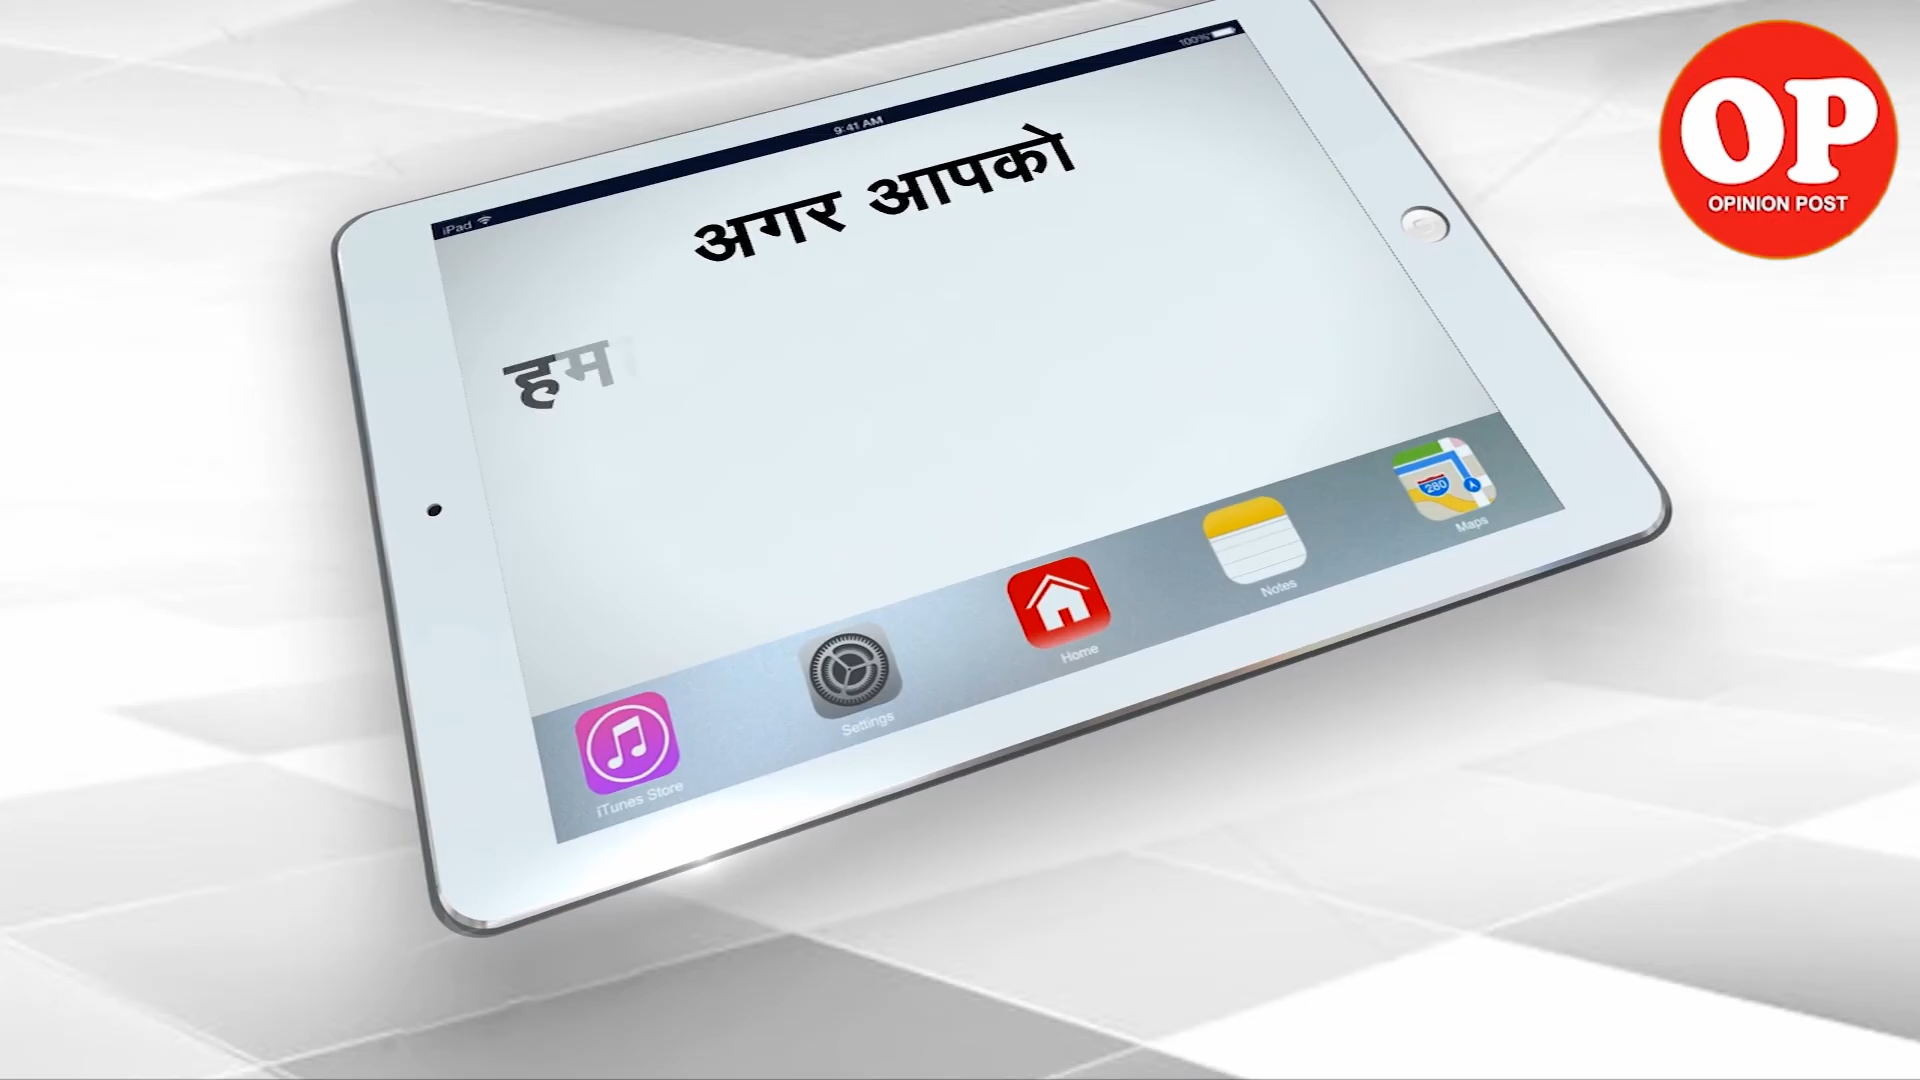 100%
9:41 AM
iPad
अगर आपको
हम
280
Maps
Notes
Home
Settings
iTunes Store
OP
OPINION POST